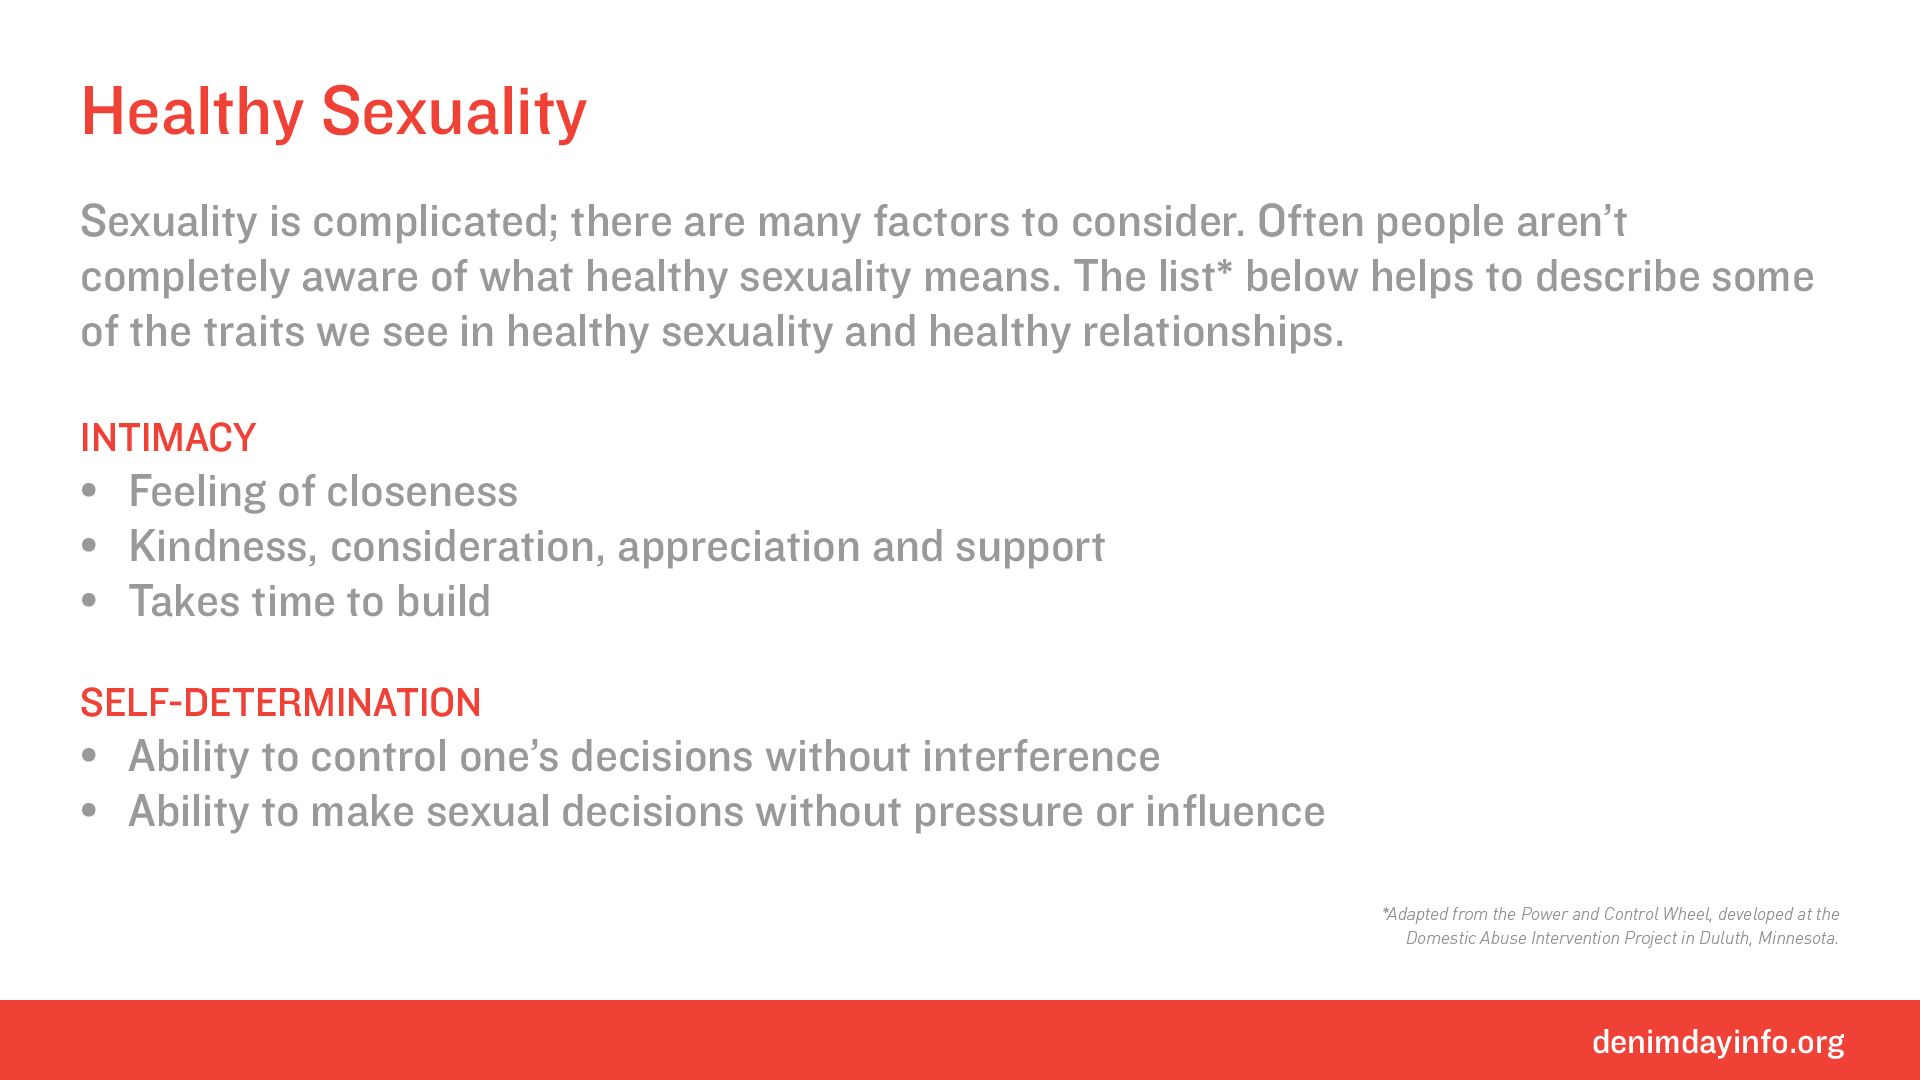 Healthy Sexuality
Sexuality is complicated; there are many factors to consider. Often people aren’t
completely aware of what healthy sexuality means. The list* below helps to describe some
of the traits we see in healthy sexuality and healthy relationships.
INTIMACY
• Feeling of closeness
• Kindness, consideration, appreciation and support
• Takes time to build
SELF-DETERMINATION
• Ability to control one’s decisions without interference
• Ability to make sexual decisions without pressure or influence
*Adapted from the Power and Control Wheel, developed at the
Domestic Abuse Intervention Project in Duluth, Minnesota.
denimdayinfo.org